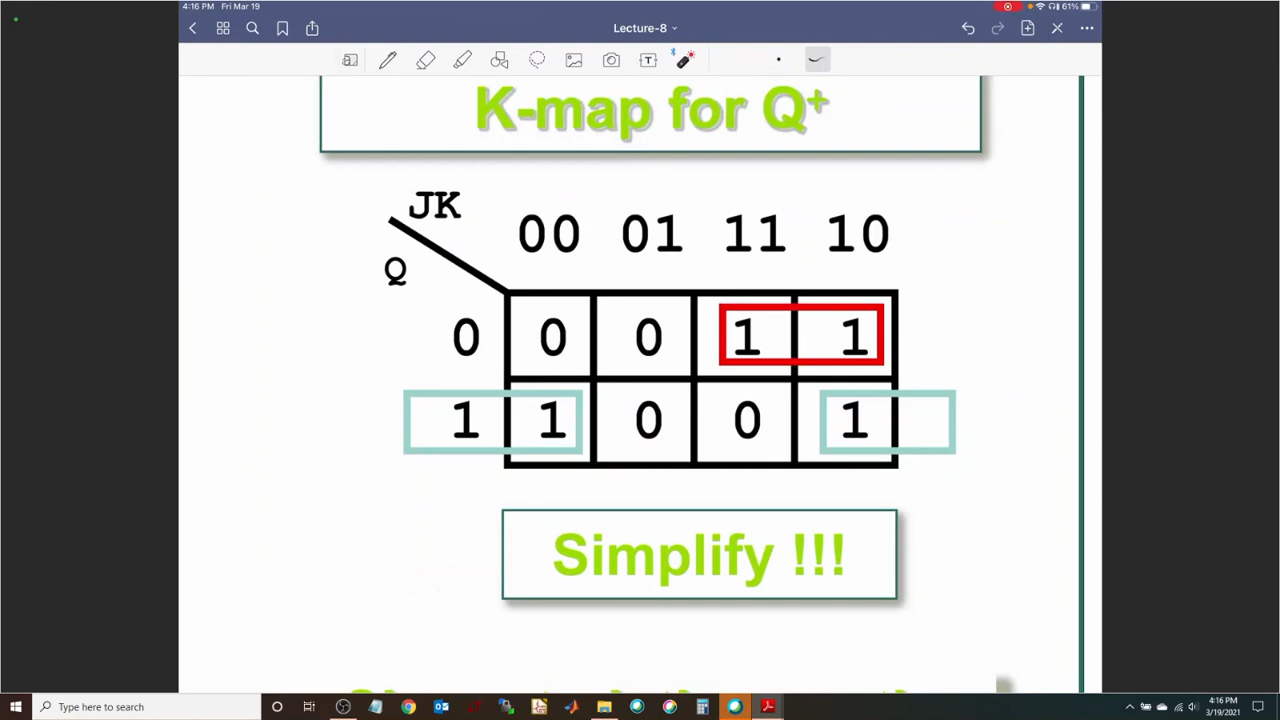 4:16 PM Fri Mar 19
61%
Lecture-8
T
K-map for Q⁺
JK
00 01 11 10
Q
0 0 0 1 1
1 1 0 0 1
Simplify !!!
Type here to search
4:16 PM
3/19/2021